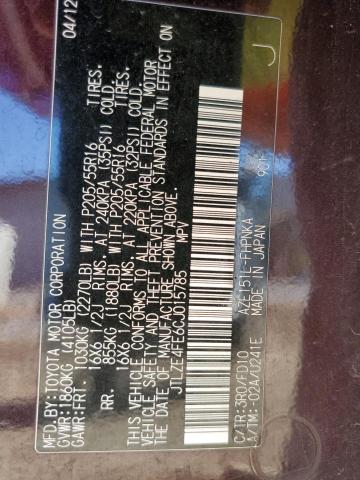 MFD.BY:TOYOTA MOTOR CORPORATION 04/12
GVWR:1860KG (4105LB)
GAWR:FRT. 1030KG (2270LB) WITH P205/55R16
16X6 1/2J RIMS, AT 240KPA (35PSI) COLD.
RR. 855KG (1880LB) WITH P205/55R16 TIRES.
16X6 1/2J RIMS, AT 220KPA (32PSI) COLD.
THIS VEHICLE CONFORMS TO ALL APPLICABLE FEDERAL MOTOR
VEHICLE SAFETY AND THEFT PREVENTION STANDARDS IN EFFECT ON
THE DATE OF MANUFACTURE SHOWN ABOVE.
JTLZE4FE6CJ015785 MPV
C/TR:3R0/FD10 AZE151L-FHPNKA
A/TM:-02A/U241E MADE IN JAPAN
901
J